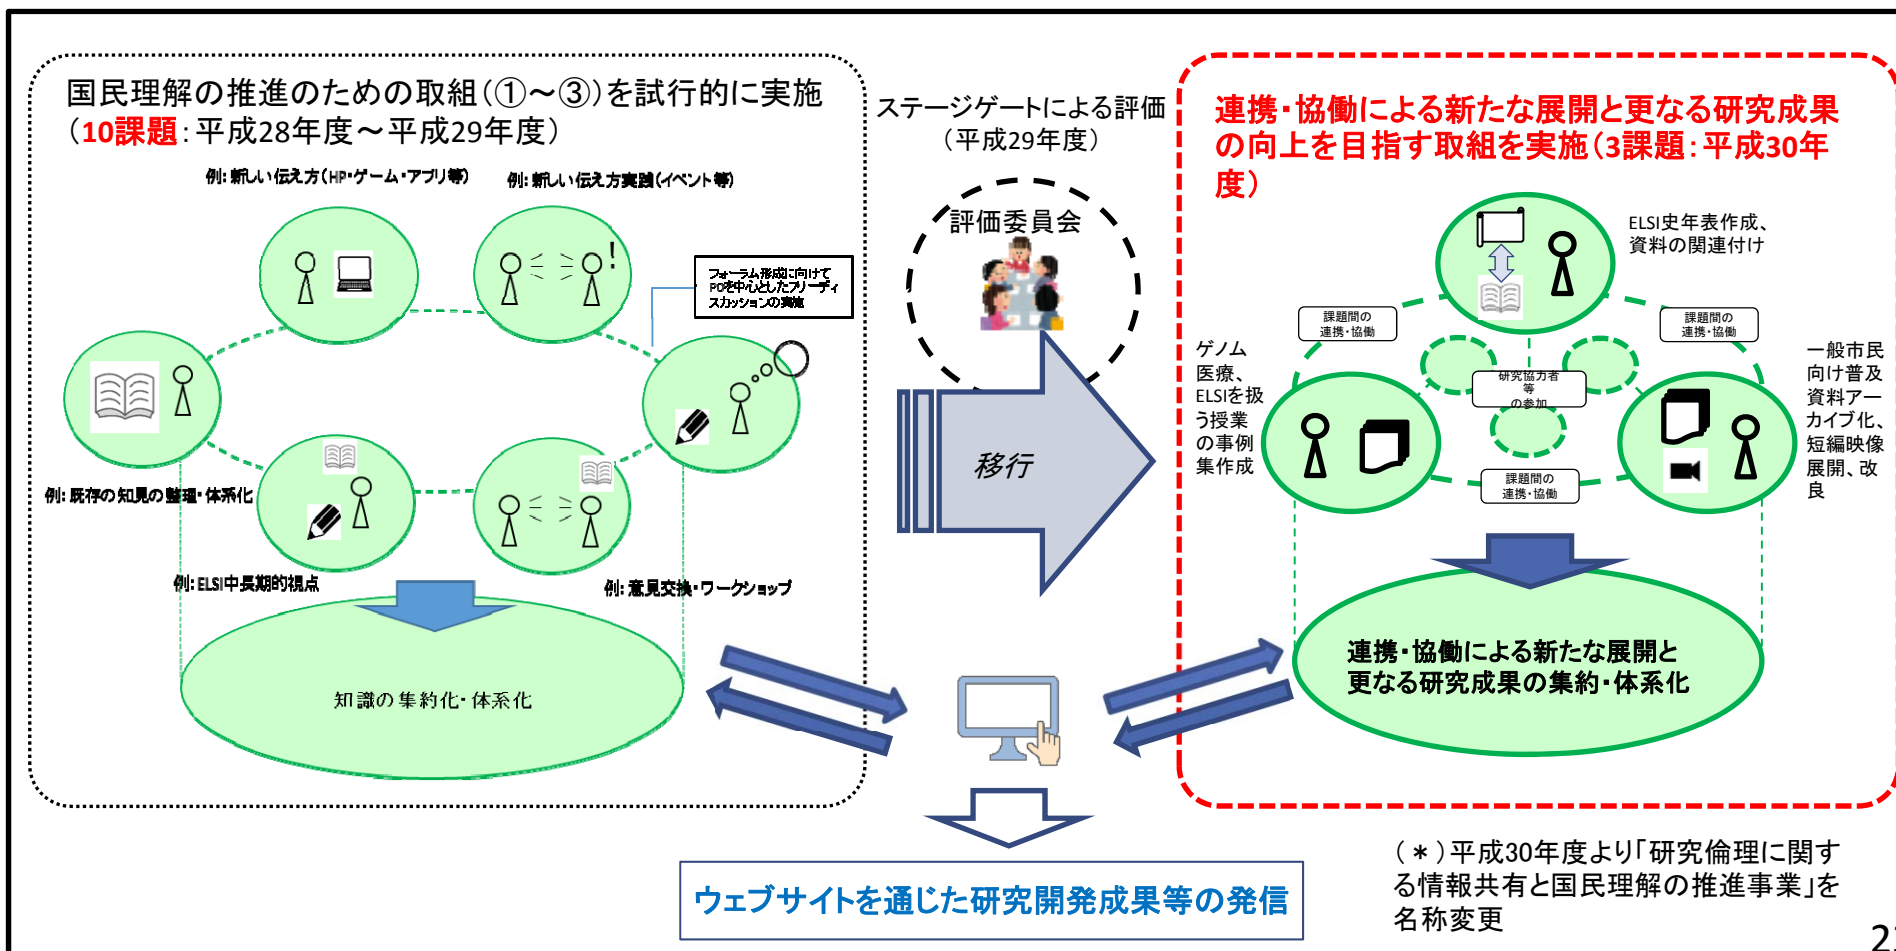 国民理解の推進のための取組（①～③）を試行的に実施
（10課題：平成28年度～平成29年度）
例：新しい伝え方（HP・ゲーム・アプリ等）
例：新しい伝え方実践（イベント等）
フォーラム形成に向けて
POを中心としたフリーディ
スカッションの実施
例：既存の知見の整理・体系化
例：ELSI中長期的視点
例：意見交換・ワークショップ
知識の集約化・体系化
ステージゲートによる評価
（平成29年度）
評価委員会
移行
連携・協働による新たな展開と更なる研究成果
の向上を目指す取組を実施（3課題：平成30年
度）
ELSI史年表作成、
資料の関連付け
課題間の
連携・協働
課題間の
連携・協働
ゲノム
医療、
ELSIを扱
う授業
の事例
集作成
研究協力者
等
の参加
一般市民
向け普及
資料アー
カイブ化、
短編映像
展開、改
良
課題間の
連携・協働
連携・協働による新たな展開と
更なる研究成果の集約・体系化
ウェブサイトを通じた研究開発成果等の発信
（＊）平成30年度より「研究倫理に関す
る情報共有と国民理解の推進事業」を
名称変更